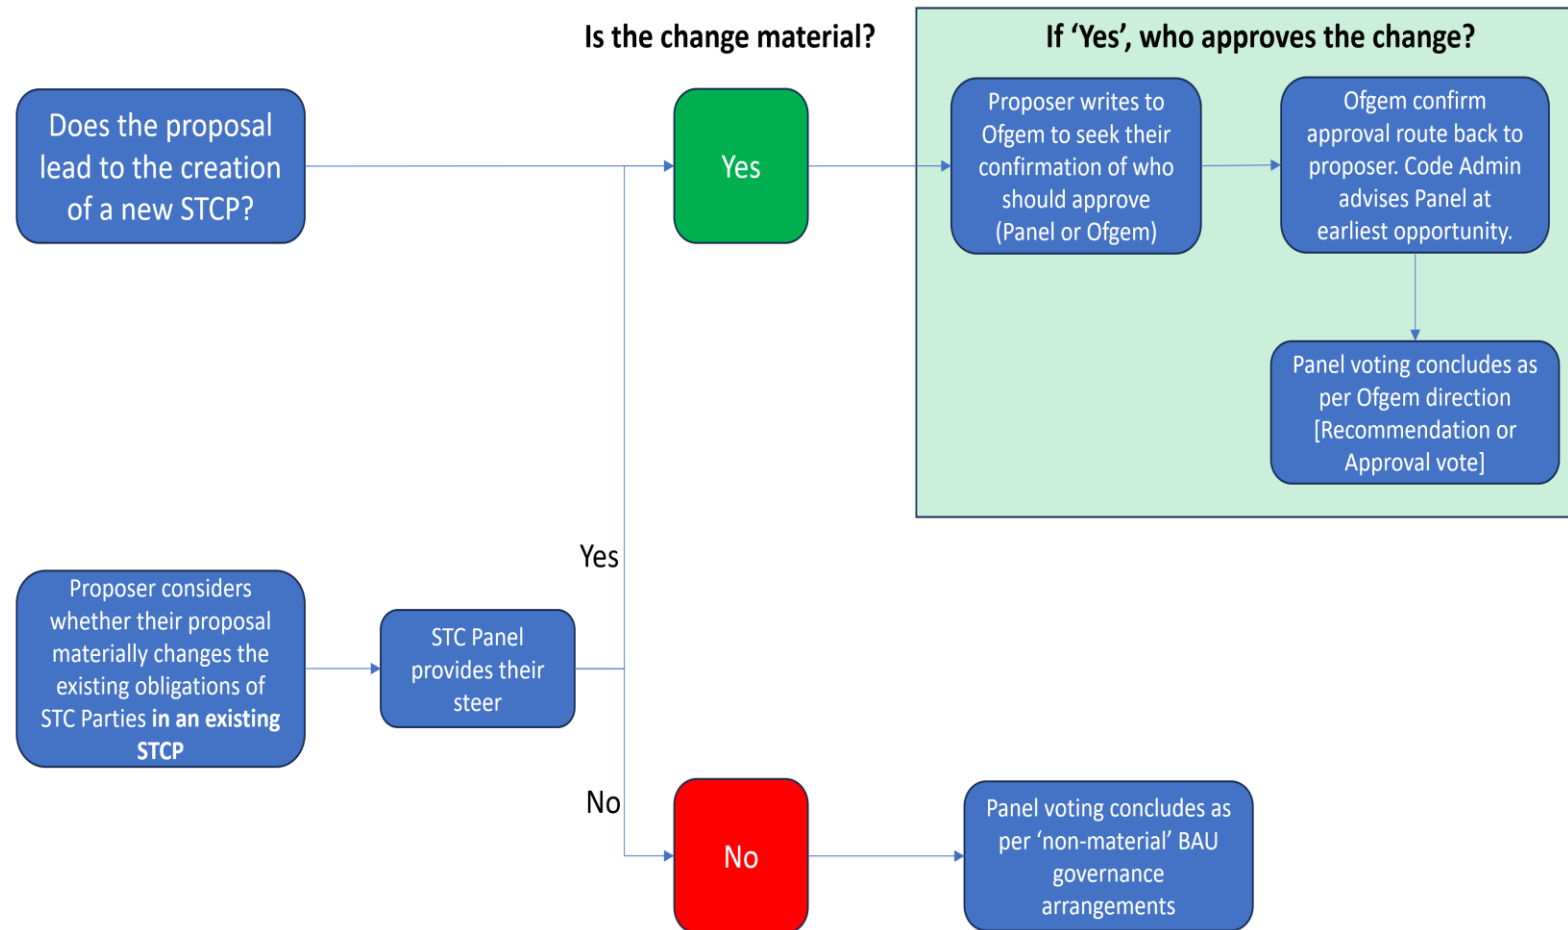 Is the change material?
If ‘Yes’, who approves the change?
Does the proposal
lead to the creation
of a new STCP?
Yes
Proposer writes to
Ofgem to seek their
confirmation of who
should approve
(Panel or Ofgem)
Ofgem confirm
approval route back to
proposer. Code Admin
advises Panel at
earliest opportunity.
Panel voting concludes as
per Ofgem direction
[Recommendation or
Approval vote]
Yes
Proposer considers
whether their proposal
materially changes the
existing obligations of
STC Parties in an existing
STCP
STC Panel
provides their
steer
No
No
Panel voting concludes as
per ‘non-material’ BAU
governance
arrangements